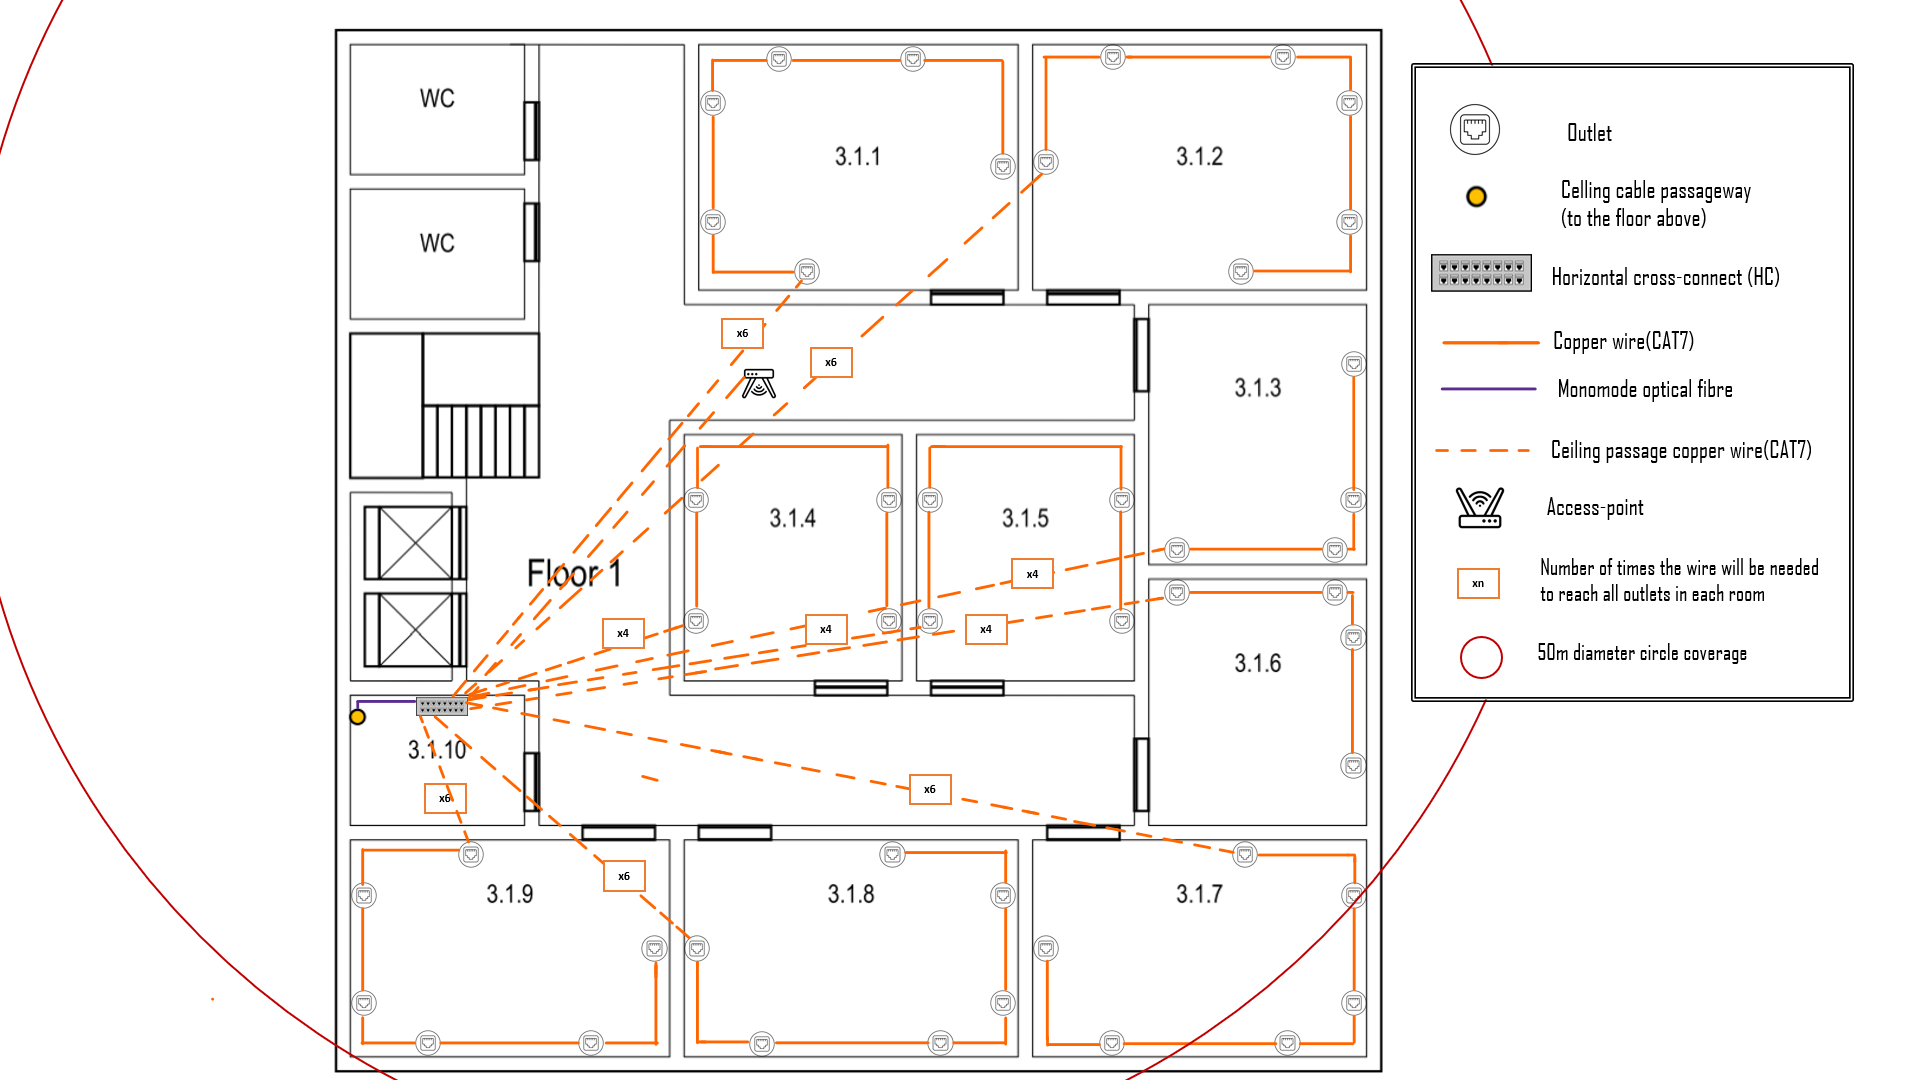 WC
3.1.1
3.1.2
WC
x6
x6
3.1.3
3.1.4
3.1.5
Floor 1
x4
x4
x4
x4
3.1.6
3.1.10
x6
x6
x6
3.1.9
3.1.8
3.1.7
Outlet
Celling cable passageway
(to the floor above)
Horizontal cross-connect (HC)
Copper wire(CAT7)
Monomode optical fibre
Ceiling passage copper wire(CAT7)
Access-point
xn
Number of times the wire will be needed
to reach all outlets in each room
50m diameter circle coverage